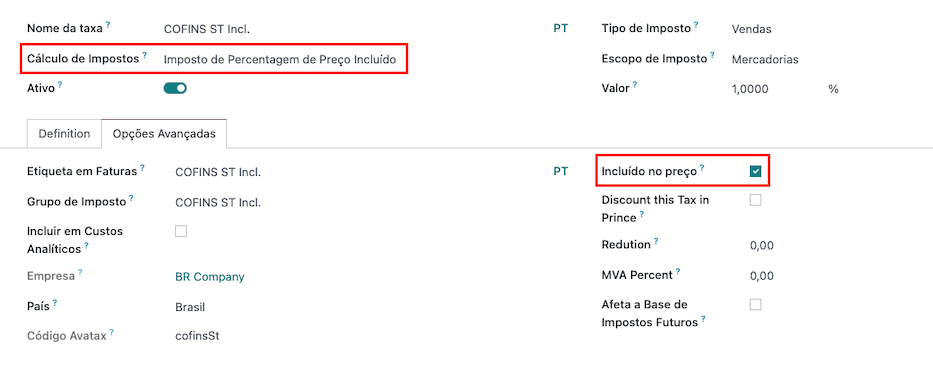 Nome da taxa ? COFINS ST Incl. PT Tipo de Imposto ? Vendas
Cálculo de Impostos ? Imposto de Percentagem de Preço Incluído Escopo de Imposto ? Mercadorias
Ativo ? Valor ? 1,0000 %
Definition Opções Avançadas
Etiqueta em Faturas ? COFINS ST Incl. PT Incluído no preço ?
Grupo de Imposto ? COFINS ST Incl. Discount this Tax in
Prince ?
Incluir em Custos
Analíticos ? Redution ? 0,00
Empresa ? BR Company MVA Percent ? 0,00
País ? Brasil Afeta a Base de
Impostos Futuros ?
Código Avatax ? cofinsSt